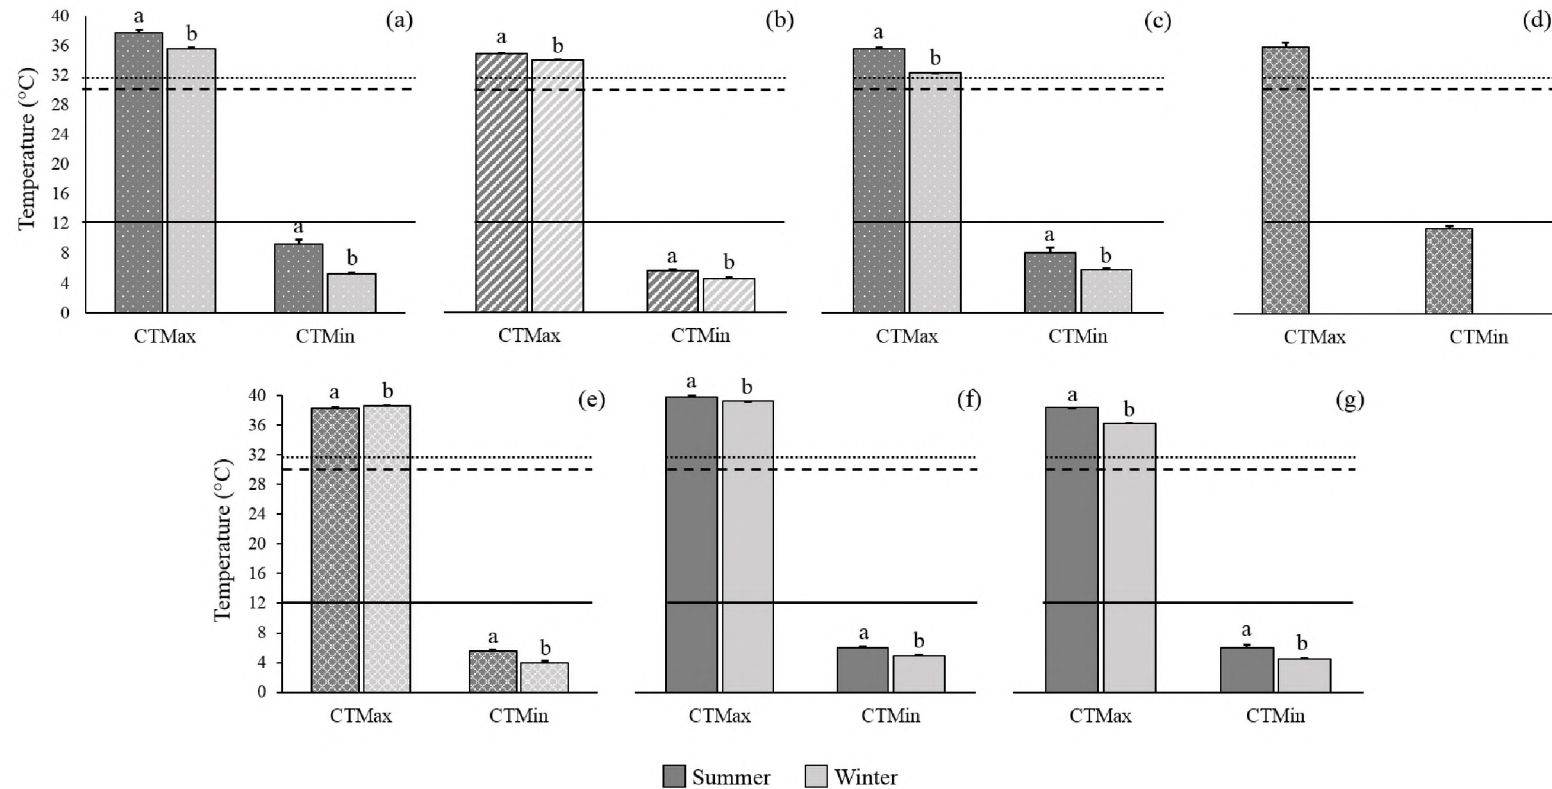 (a) (b) (c) (d)
Temperature (°C)
40
36
32
28
24
20
16
12
8
4
0
a b a b
a b a b
a b a b
CTMax CTMin CTMax CTMin CTMax CTMin CTMax CTMin
(e) (f) (g)
Temperature (°C)
40
36
32
28
24
20
16
12
8
4
0
a b a b
a b a b
a b a b
CTMax CTMin CTMax CTMin CTMax CTMin
Summer Winter